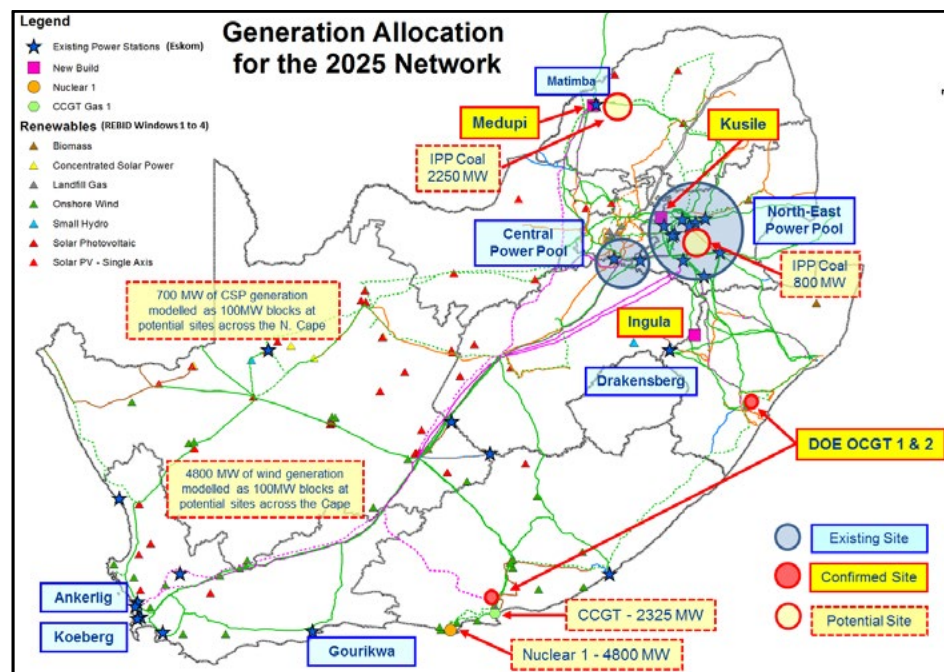 Legend
Existing Power Stations (Eskom)
New Build
Nuclear 1
CCGT Gas 1
Renewables (REBID Windows 1 to 4)
Biomass
Concentrated Solar Power
Landfill Gas
Onshore Wind
Small Hydro
Solar Photovoltaic
Solar PV - Single Axis
Generation Allocation
for the 2025 Network
Matimba
Medupi
IPP Coal
2250 MW
Kusile
Central
Power Pool
North-East
Power Pool
IPP Coal
800 MW
700 MW of CSP generation
modelled as 100MW blocks at
potential sites across the N. Cape
Ingula
Drakensberg
DOE OCGT 1 & 2
4800 MW of wind generation
modelled as 100MW blocks at
potential sites across the Cape
Existing Site
Confirmed Site
Potential Site
Ankerlig
Koeberg
Gourikwa
CCGT - 2325 MW
Nuclear 1 - 4800 MW